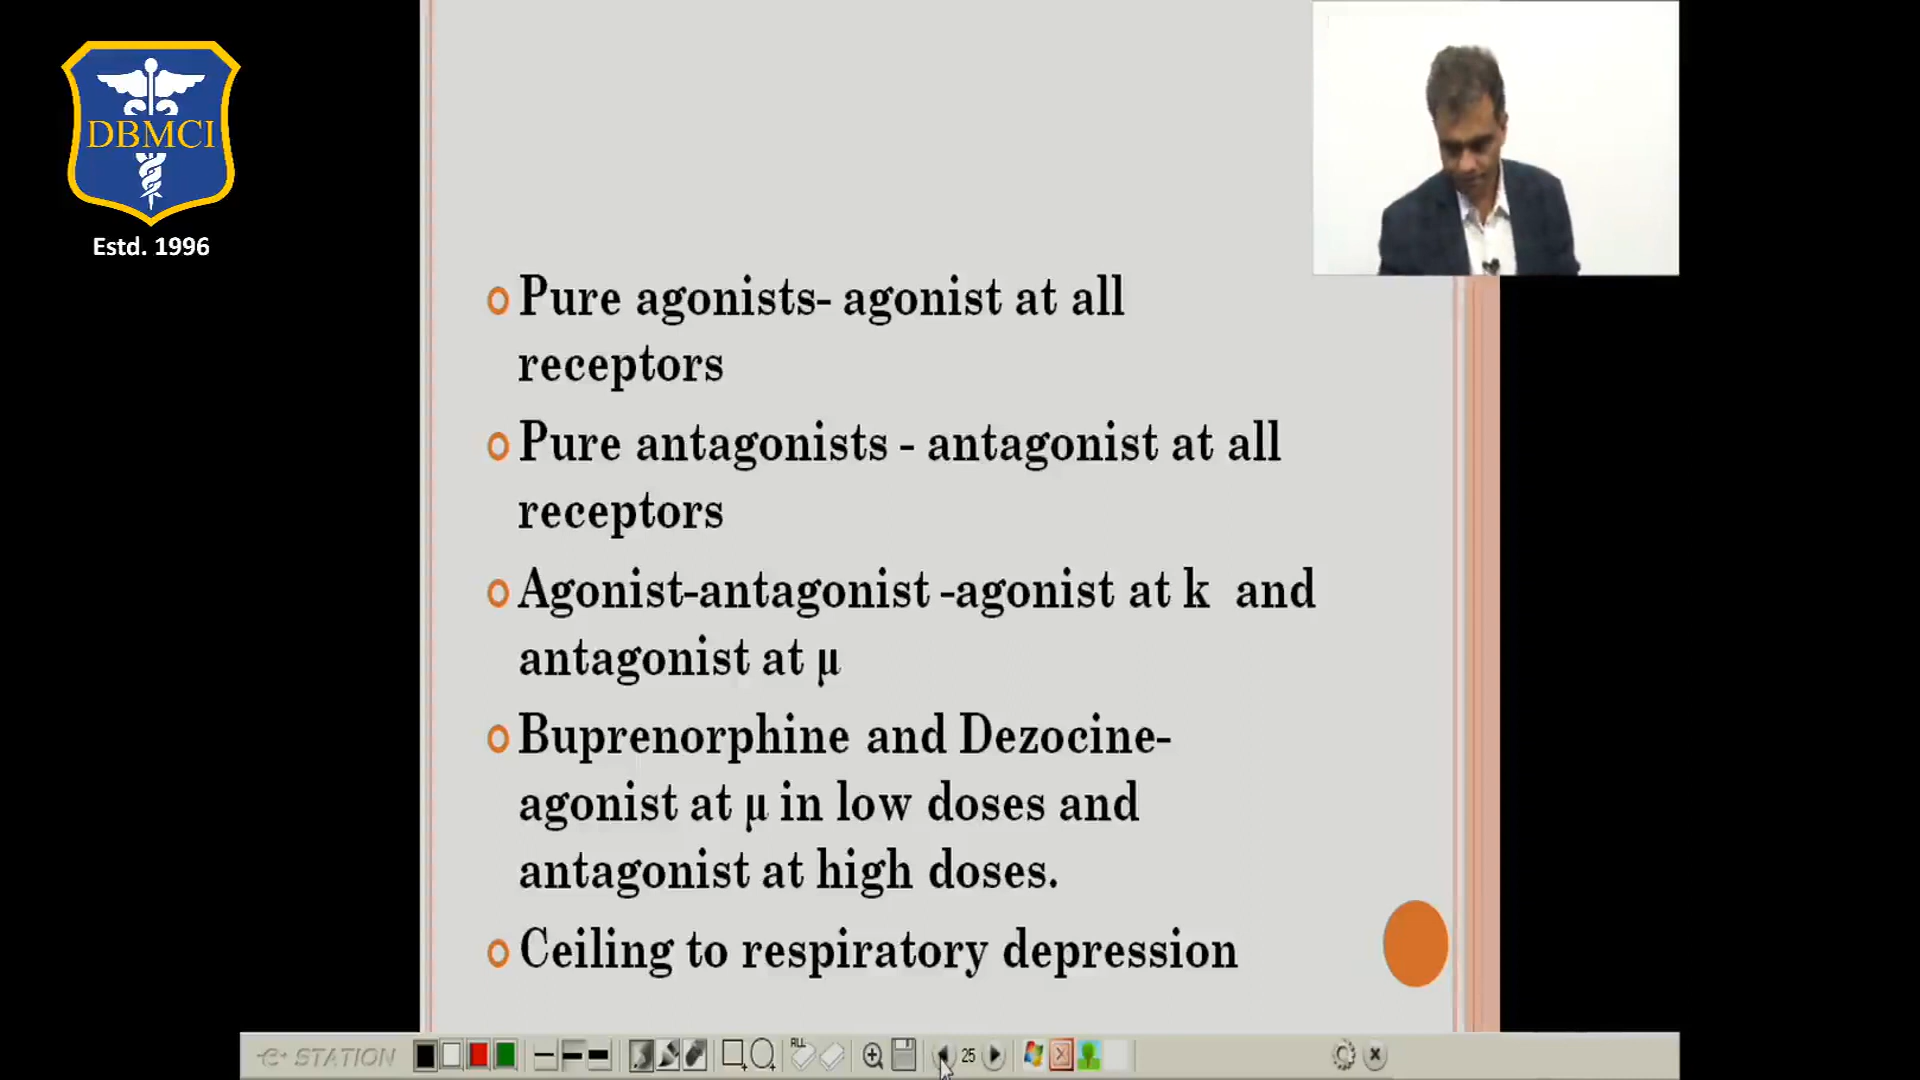 DBMCI
Estd. 1996
Pure agonists- agonist at all
receptors
Pure antagonists - antagonist at all
receptors
Agonist-antagonist -agonist at k and
antagonist at µ
Buprenorphine and Dezocine-
agonist at µ in low doses and
antagonist at high doses.
Ceiling to respiratory depression
-e+ STATION
ALL
25